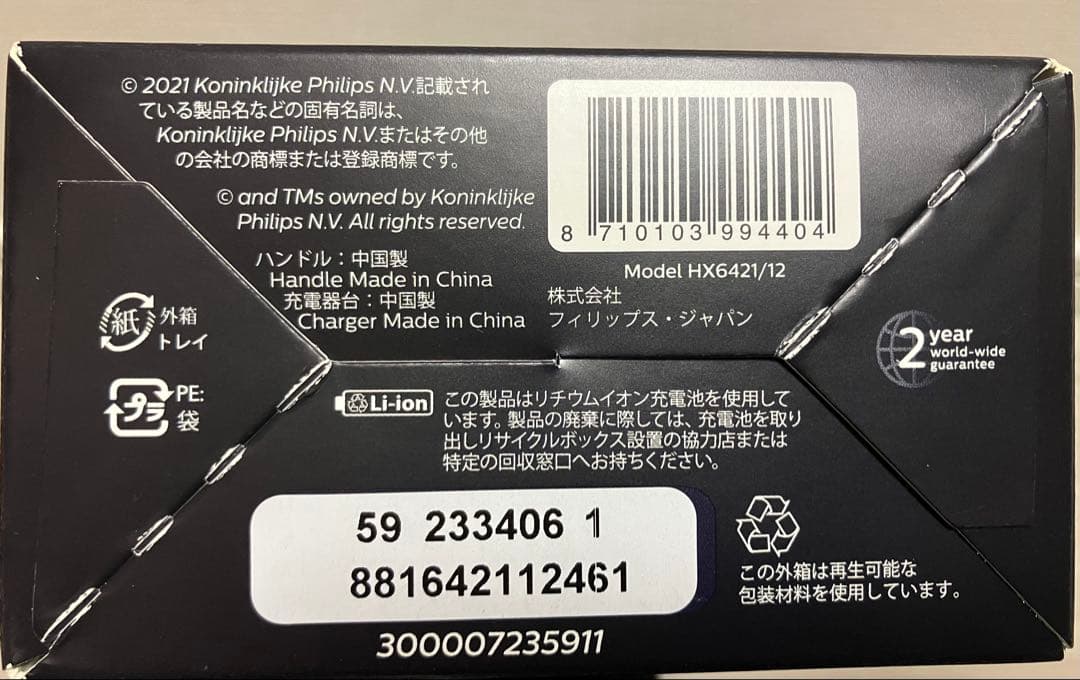 © 2021 Koninklijke Philips N.V.記載され
ている製品名などの固有名詞は、
Koninklijke Philips N.V.またはその他
の会社の商標または登録商標です。
© and TMs owned by Koninklijke
Philips N.V. All rights reserved.
ハンドル：中国製
Handle Made in China
充電器台：中国製
Charger Made in China
8 710103 994404
Model HX6421/12
株式会社
フィリップス・ジャパン
紙 外箱
トレイ
プラ PE:
袋
2 year
world-wide
guarantee
Li-ion
この製品はリチウムイオン充電池を使用して
います。製品の廃棄に際しては、充電池を取り
出しリサイクルボックス設置の協力店または
特定の回収窓口へお持ちください。
59 233406 1
881642112461
300007235911
この外箱は再生可能な
包装材料を使用しています。